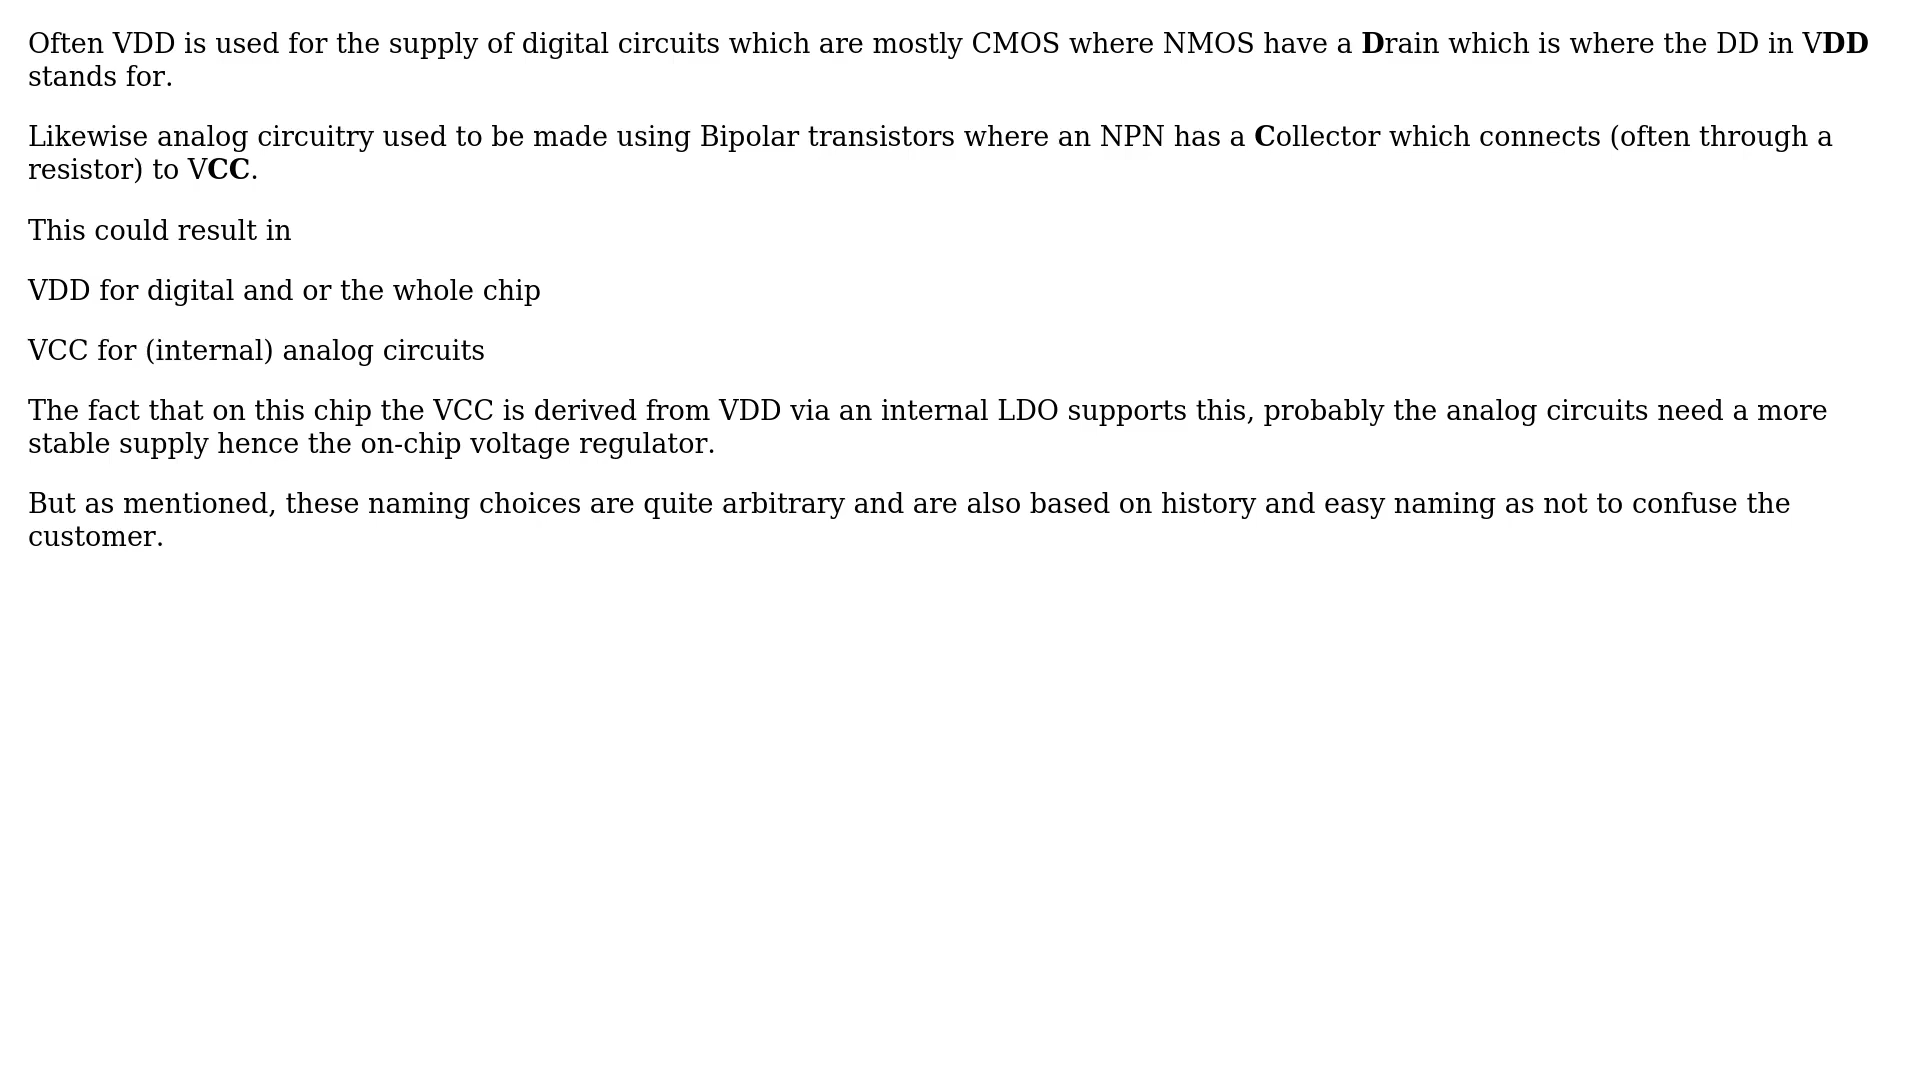 Often VDD is used for the supply of digital circuits which are mostly CMOS where NMOS have a Drain which is where the DD in VDD
stands for.
Likewise analog circuitry used to be made using Bipolar transistors where an NPN has a Collector which connects (often through a
resistor) to VCC.
This could result in
VDD for digital and or the whole chip
VCC for (internal) analog circuits
The fact that on this chip the VCC is derived from VDD via an internal LDO supports this, probably the analog circuits need a more
stable supply hence the on-chip voltage regulator.
But as mentioned, these naming choices are quite arbitrary and are also based on history and easy naming as not to confuse the
customer.